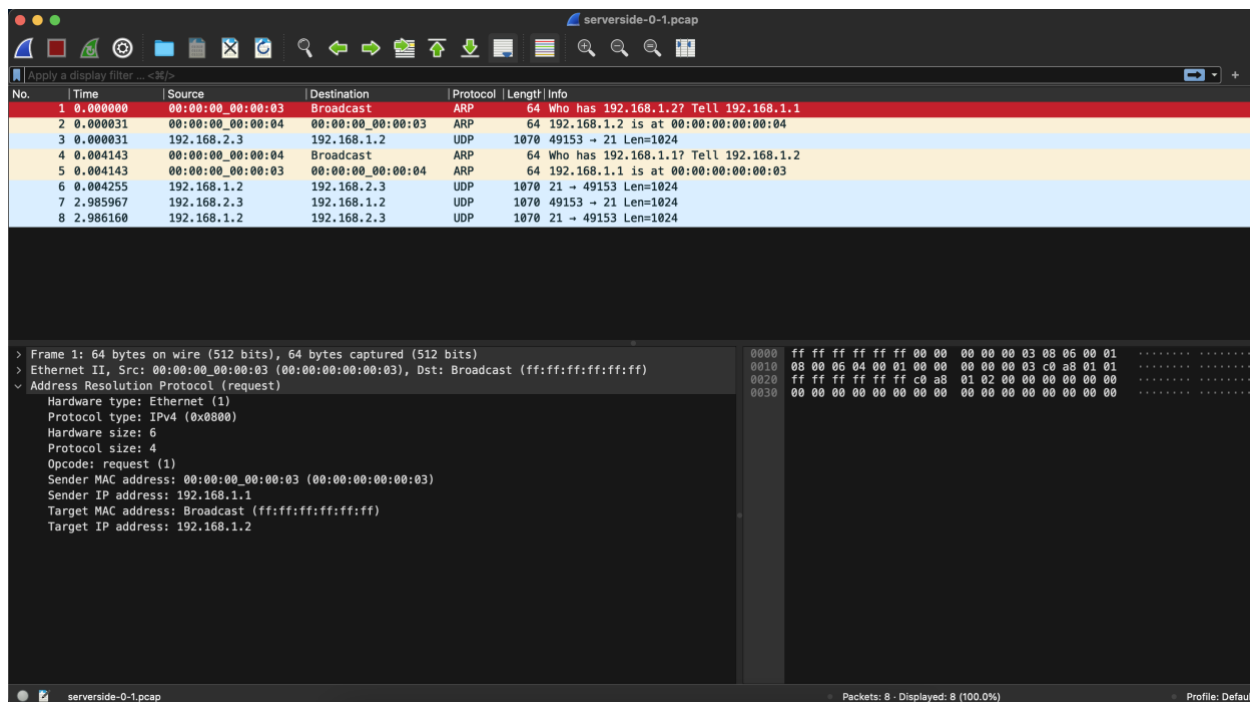 serverside-0-1.pcap
Apply a display filter ... <⌘/>
No. Time Source Destination Protocol Length Info
1 0.000000 00:00:00_00:00:03 Broadcast ARP 64 Who has 192.168.1.2? Tell 192.168.1.1
2 0.000031 00:00:00_00:00:04 00:00:00_00:00:03 ARP 64 192.168.1.2 is at 00:00:00:00:00:04
3 0.000031 192.168.2.3 192.168.1.2 UDP 1070 49153 → 21 Len=1024
4 0.004143 00:00:00_00:00:04 Broadcast ARP 64 Who has 192.168.1.1? Tell 192.168.1.2
5 0.004143 00:00:00_00:00:03 00:00:00_00:00:04 ARP 64 192.168.1.1 is at 00:00:00:00:00:03
6 0.004255 192.168.1.2 192.168.2.3 UDP 1070 21 → 49153 Len=1024
7 2.985967 192.168.2.3 192.168.1.2 UDP 1070 49153 → 21 Len=1024
8 2.986160 192.168.1.2 192.168.2.3 UDP 1070 21 → 49153 Len=1024
> Frame 1: 64 bytes on wire (512 bits), 64 bytes captured (512 bits)
> Ethernet II, Src: 00:00:00_00:00:03 (00:00:00:00:00:03), Dst: Broadcast (ff:ff:ff:ff:ff:ff)
Address Resolution Protocol (request)
Hardware type: Ethernet (1)
Protocol type: IPv4 (0x0800)
Hardware size: 6
Protocol size: 4
Opcode: request (1)
Sender MAC address: 00:00:00_00:00:03 (00:00:00:00:00:03)
Sender IP address: 192.168.1.1
Target MAC address: Broadcast (ff:ff:ff:ff:ff:ff)
Target IP address: 192.168.1.2
0000 ff ff ff ff ff ff 00 00 00 00 00 03 08 06 00 01 ········ ········
0010 08 00 06 04 00 01 00 00 00 00 00 03 c0 a8 01 01 ········ ········
0020 ff ff ff ff ff ff c0 a8 01 02 00 00 00 00 00 00 ········ ········
0030 00 00 00 00 00 00 00 00 00 00 00 00 00 00 00 00 ········ ········
serverside-0-1.pcap
Packets: 8 · Displayed: 8 (100.0%)
Profile: Defaul